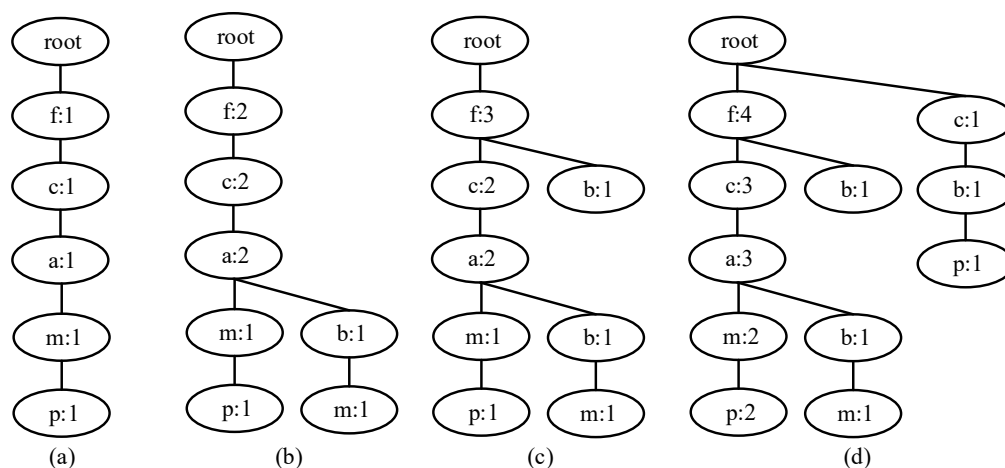 root
f:1
c:1
a:1
m:1
p:1
(a)
root
f:2
c:2
a:2
m:1
b:1
p:1
m:1
(b)
root
f:3
c:2
b:1
a:2
m:1
b:1
p:1
m:1
(c)
root
f:4
c:1
c:3
b:1
b:1
a:3
p:1
m:2
b:1
p:2
m:1
(d)